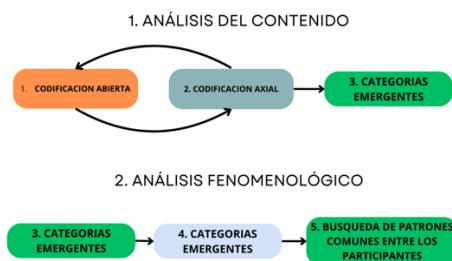 1. ANÁLISIS DEL CONTENIDO
1. CODIFICACION ABIERTA
2. CODIFICACION AXIAL
3. CATEGORIAS
EMERGENTES
2. ANÁLISIS FENOMENOLÓGICO
3. CATEGORIAS
EMERGENTES
4. CATEGORIAS
EMERGENTES
5. BUSQUEDA DE PATRONES
COMUNES ENTRE LOS
PARTICIPANTES